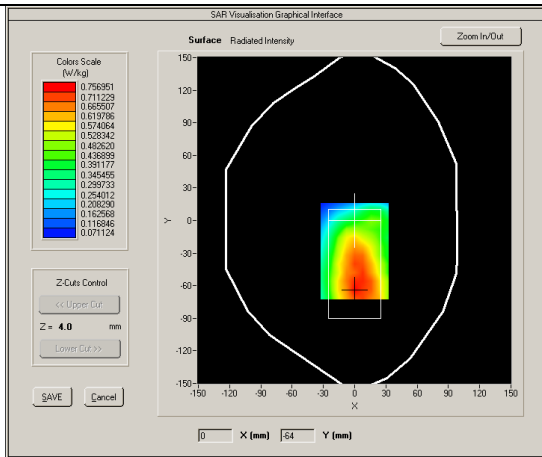 SAR Visualisation Graphical Interface
Surface Radiated Intensity
Zoom In/Out
Colors Scale
(W/kg)
0.756951
0.711229
0.665507
0.619786
0.574064
0.528342
0.482620
0.436899
0.391177
0.345455
0.299733
0.254012
0.208290
0.162568
0.116846
0.071124
Z-Cuts Control
<< Upper Cut
Z = 4.0 mm
Lower Cut >>
SAVE Cancel
150
120
90
60
30
0
-30
-60
-90
-120
-150
Y
-150 -120 -90 -60 -30 0 30 60 90 120 150
X
0 X (mm) -64 Y (mm)